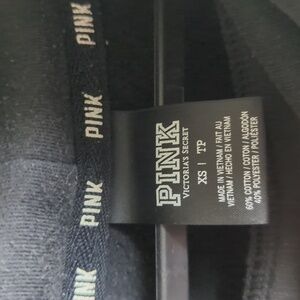 PINK
PINK
PINK
PINK
PINK
VICTORIA'S SECRET
XS | TP
MADE IN VIETNAM / FAIT AU
VIETNAM / HECHO EN VIETNAM
60% COTTON / COTON / ALGODÓN
40% POLYESTER / POLIÉSTER